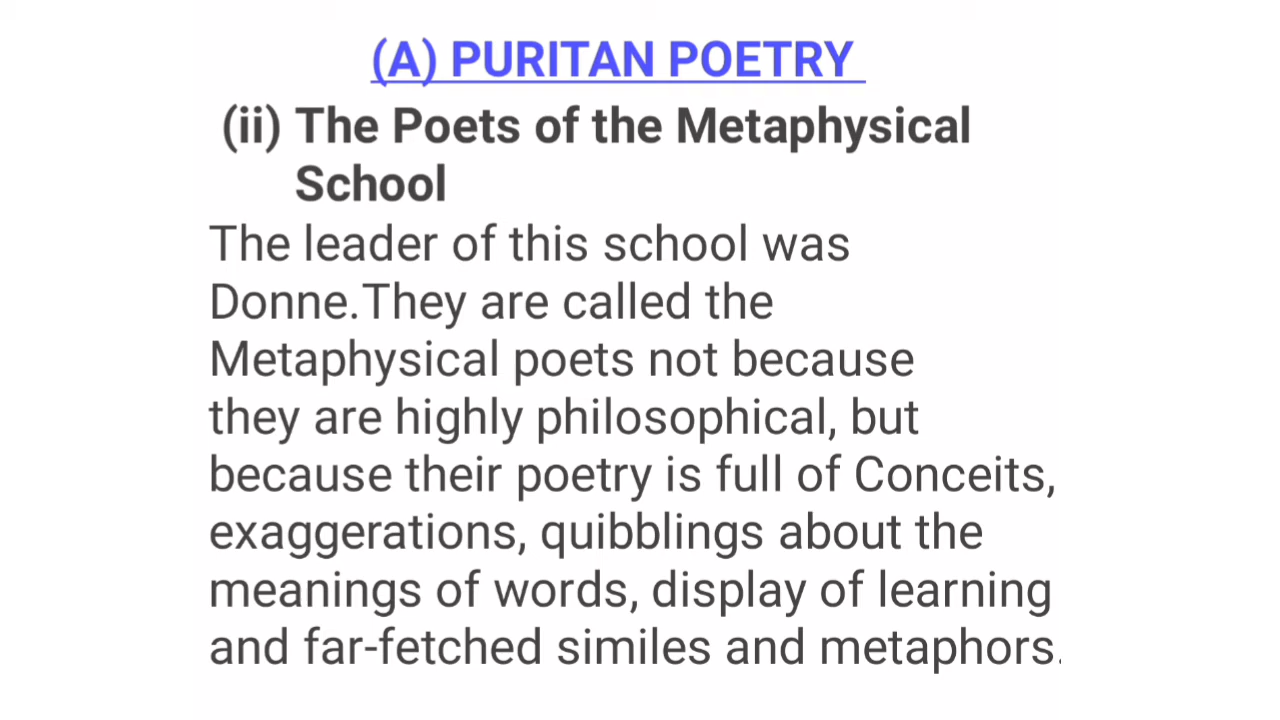 (A) PURITAN POETRY
(ii) The Poets of the Metaphysical
School
The leader of this school was
Donne.They are called the
Metaphysical poets not because
they are highly philosophical, but
because their poetry is full of Conceits,
exaggerations, quibblings about the
meanings of words, display of learning
and far-fetched similes and metaphors.